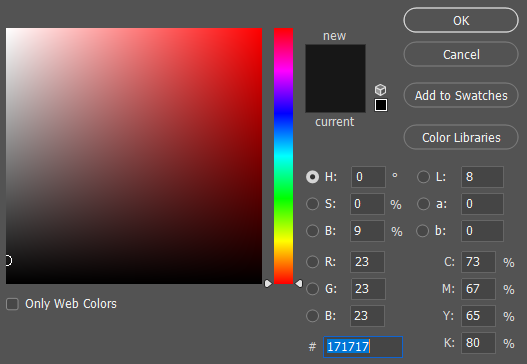 new
current
OK
Cancel
Add to Swatches
Color Libraries
H: 0 °
S: 0 %
B: 9 %
R: 23
G: 23
B: 23
# 171717
L: 8
a: 0
b: 0
C: 73 %
M: 67 %
Y: 65 %
K: 80 %
Only Web Colors